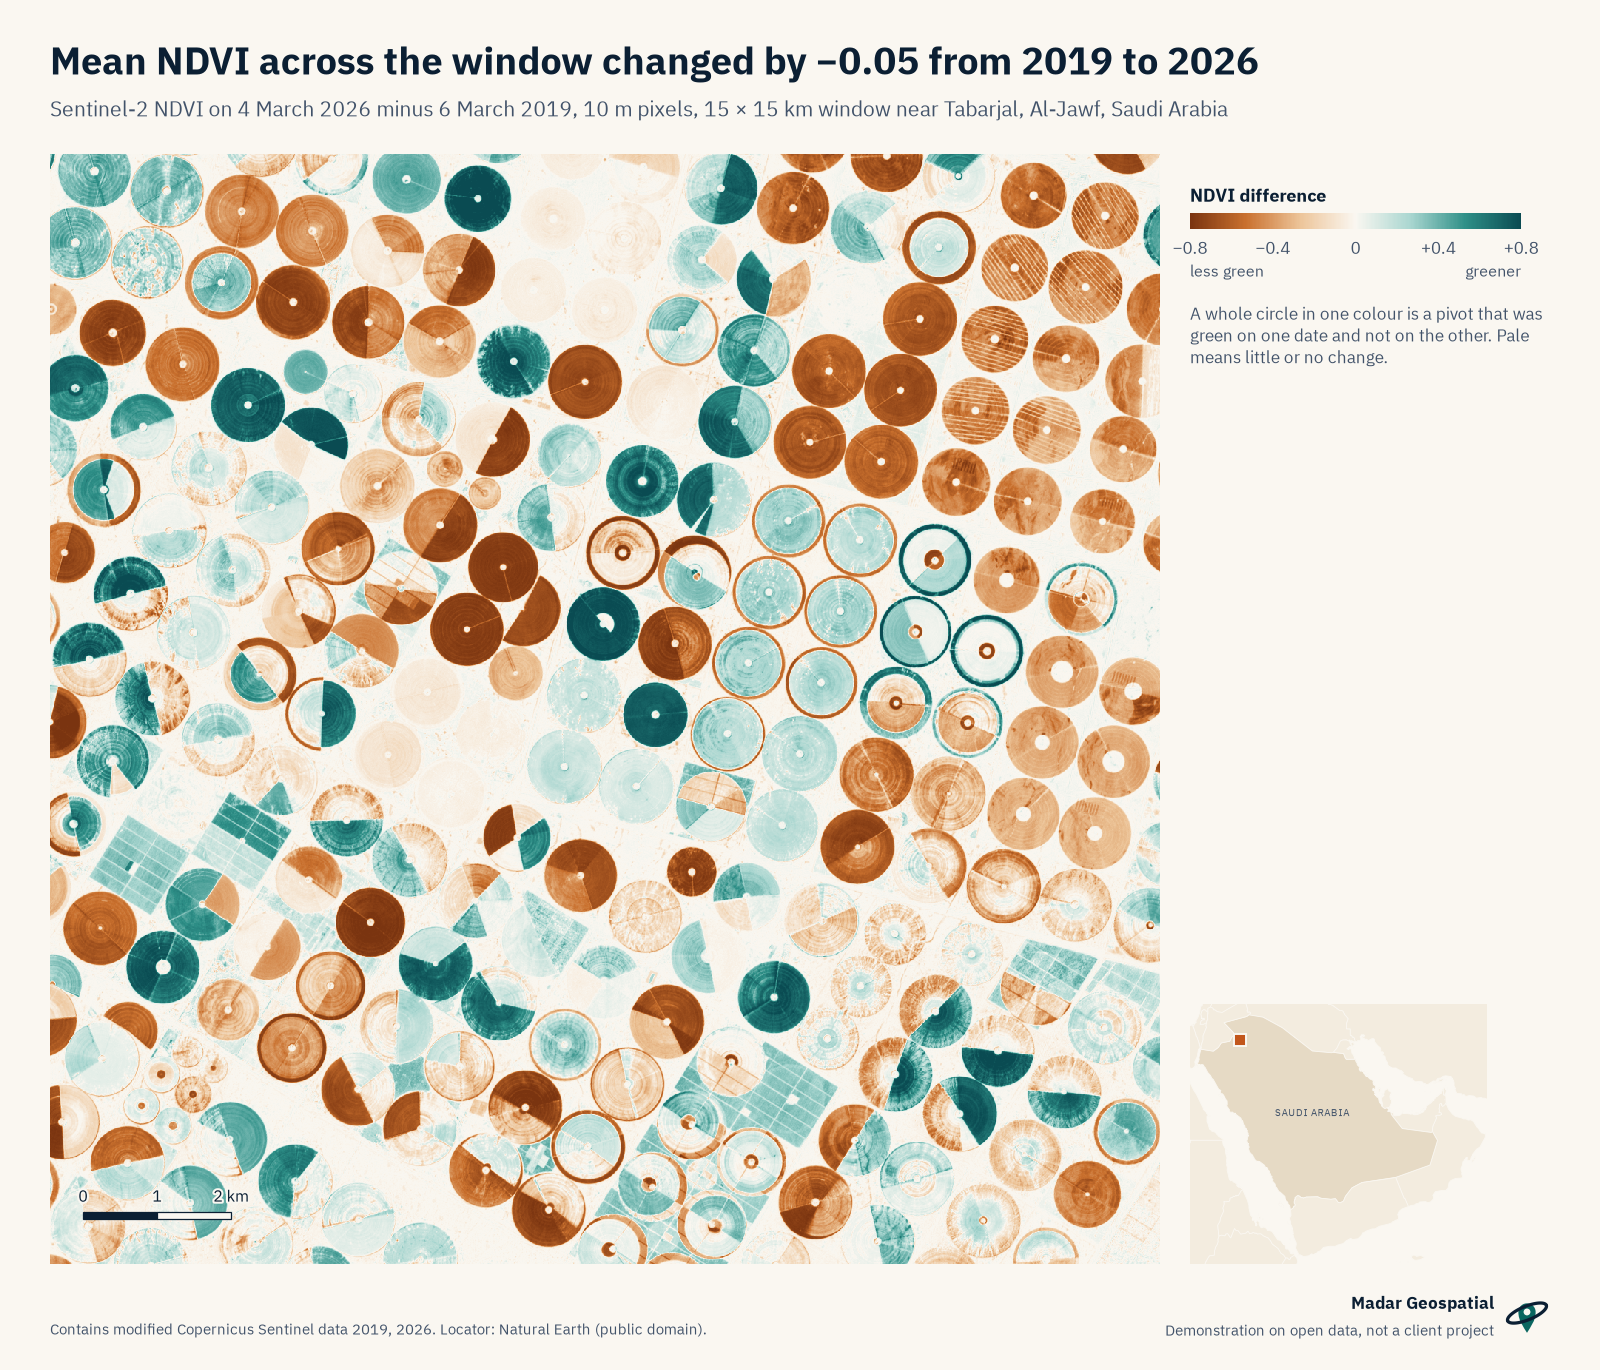 Mean NDVI across the window changed by −0.05 from 2019 to 2026
Sentinel-2 NDVI on 4 March 2026 minus 6 March 2019, 10 m pixels, 15 × 15 km window near Tabarjal, Al-Jawf, Saudi Arabia
NDVI difference
−0.8 −0.4 0 +0.4 +0.8
less green greener
A whole circle in one colour is a pivot that was
green on one date and not on the other. Pale
means little or no change.
SAUDI ARABIA
0 1 2 km
Madar Geospatial
Contains modified Copernicus Sentinel data 2019, 2026. Locator: Natural Earth (public domain).
Demonstration on open data, not a client project